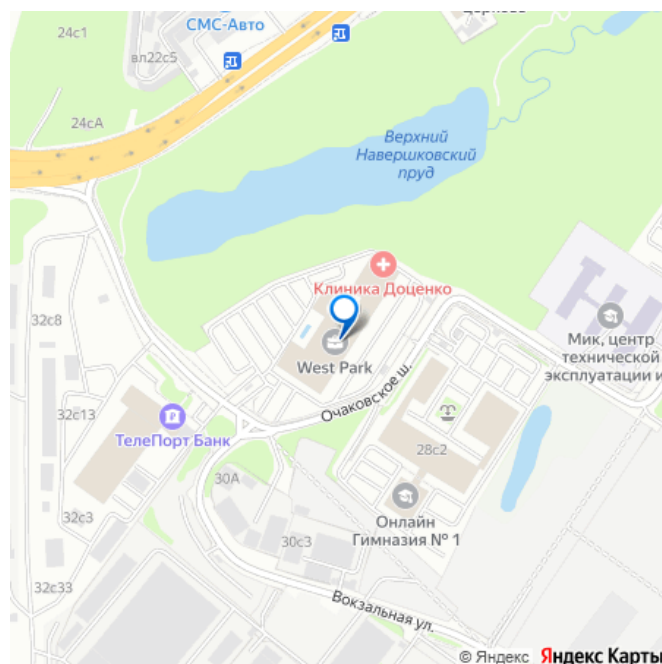 24с1
СМС-Авто
вл22с5
24сА
Верхний
Навершковский
пруд
Клиника Доценко
32с8
West Park
Мик, центр
технической
эксплуатации и
Очаковское ш.
32с13
ТелеПорт Банк
28с2
30А
Онлайн
Гимназия № 1
32с3
30с3
32с33
Вокзальная ул.
© Яндекс Яндекс Карты